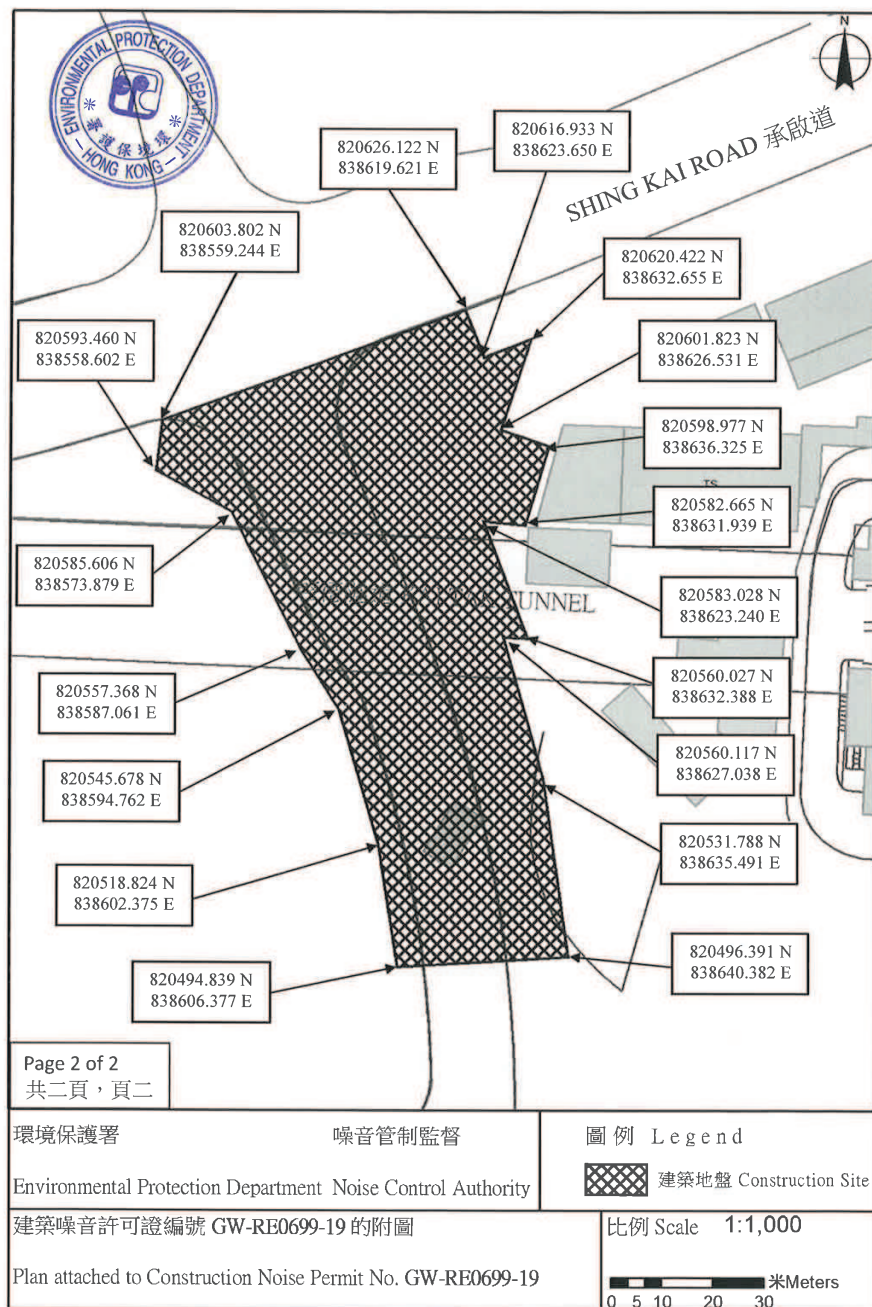 ENVIRONMENTAL PROTECTION DEPARTMENT
署護保境環
— HONG KONG —
N
820616.933 N
838623.650 E
820626.122 N
838619.621 E
SHING KAI ROAD 承啟道
820603.802 N
838559.244 E
820620.422 N
838632.655 E
820593.460 N
838558.602 E
820601.823 N
838626.531 E
820598.977 N
838636.325 E
TS
820582.665 N
838631.939 E
820585.606 N
838573.879 E
820583.028 N
838623.240 E
TUNNEL
820560.027 N
838632.388 E
820557.368 N
838587.061 E
820560.117 N
838627.038 E
820545.678 N
838594.762 E
820531.788 N
838635.491 E
820518.824 N
838602.375 E
820496.391 N
838640.382 E
820494.839 N
838606.377 E
Page 2 of 2
共二頁，頁二
環境保護署 噪音管制監督
Environmental Protection Department Noise Control Authority
圖例 Legend
建築地盤 Construction Site
建築噪音許可證編號 GW-RE0699-19 的附圖
Plan attached to Construction Noise Permit No. GW-RE0699-19
比例 Scale 1:1,000
米Meters
0 5 10 20 30